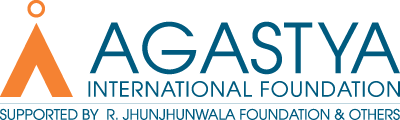 AGASTYA
INTERNATIONAL FOUNDATION
SUPPORTED BY R. JHUNJHUNWALA FOUNDATION & OTHERS